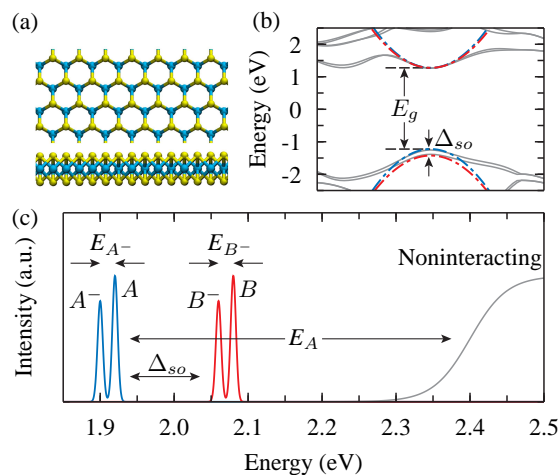 (a)
(b)
2
1
0
-1
-2
Energy (eV)
E_g
Δ_so
(c)
Intensity (a.u.)
E_A−
E_B−
Noninteracting
A−
A
B−
B
E_A
Δ_so
1.9
2.0
2.1
2.2
2.3
2.4
2.5
Energy (eV)